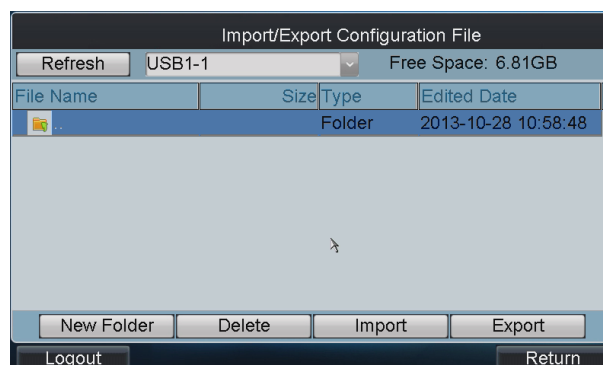 Import/Export Configuration File
Refresh USB1-1 Free Space: 6.81GB
File Name Size Type Edited Date
.. Folder 2013-10-28 10:58:48
New Folder Delete Import Export
Logout Return